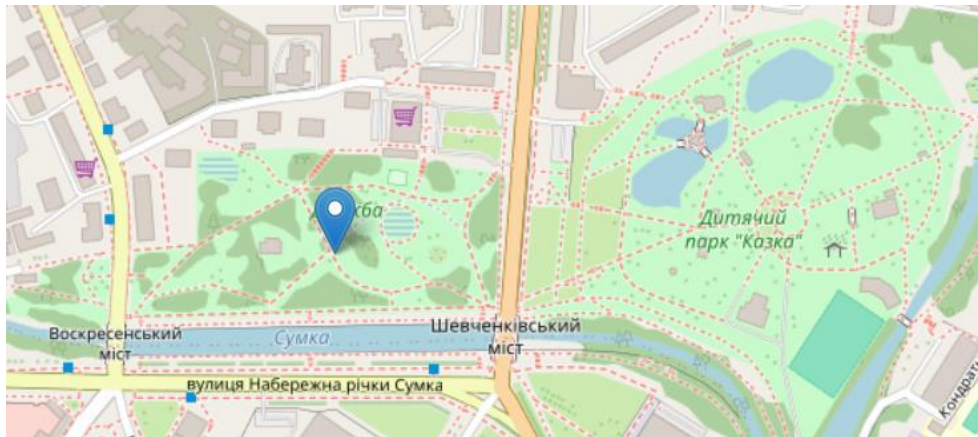 Дитячий
парк "Казка"
Воскресенський
міст
Сумка
Шевченківський
міст
вулиця Набережна річки Сумка